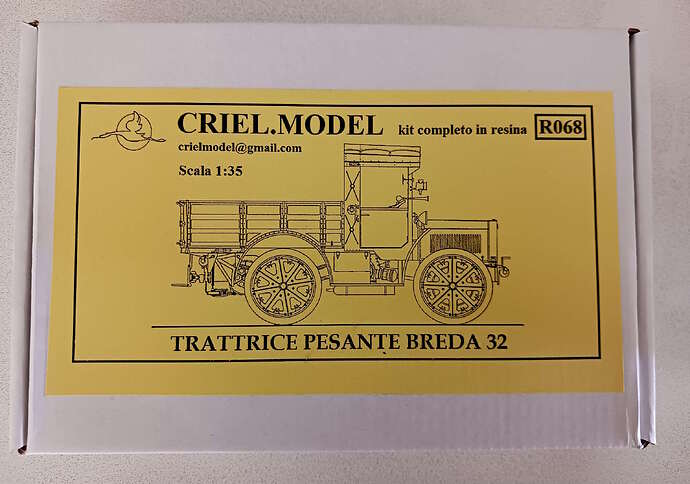 CRIEL.MODEL kit completo in resina R068
crielmodel@gmail.com
Scala 1:35
TRATTRICE PESANTE BREDA 32